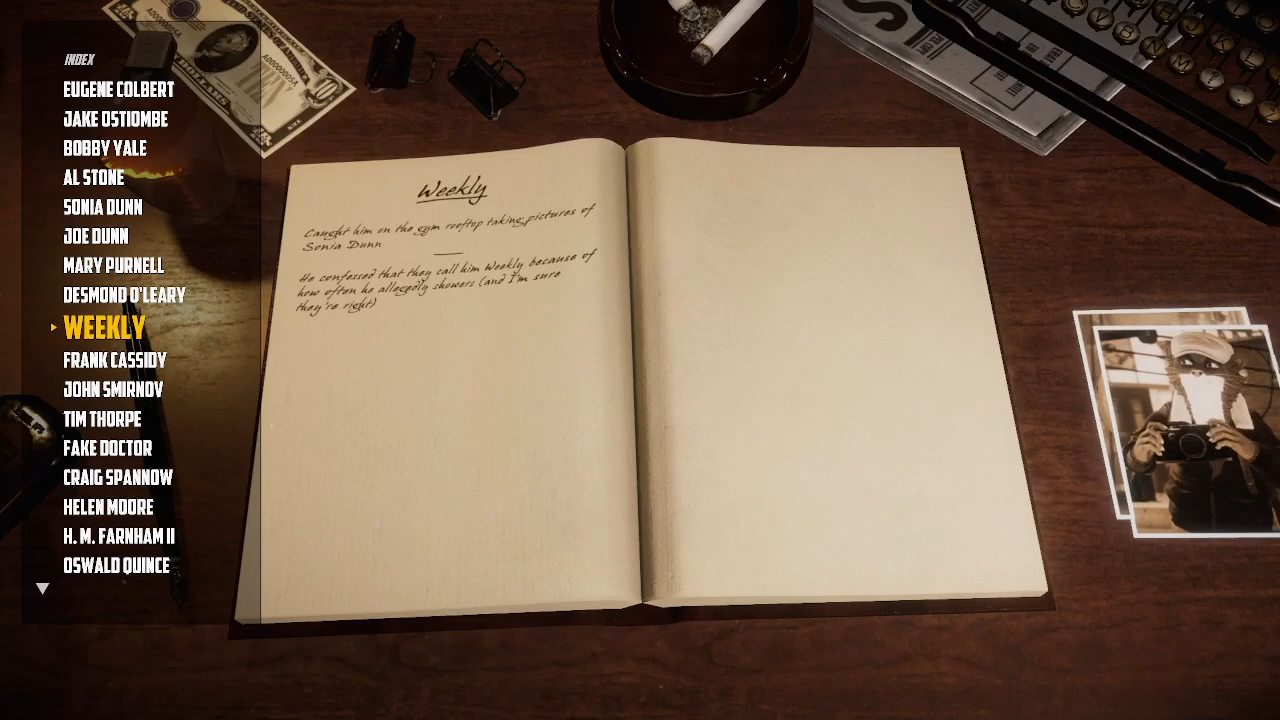 INDEX
EUGENE COLBERT
JAKE OSTIOMBE
BOBBY YALE
AL STONE
SONIA DUNN
JOE DUNN
MARY PURNELL
DESMOND O'LEARY
WEEKLY
FRANK CASSIDY
JOHN SMIRNOV
TIM THORPE
FAKE DOCTOR
CRAIG SPANNOW
HELEN MOORE
H. M. FARNHAM II
OSWALD QUINCE
Weekly
Caught him on the gym rooftop taking pictures of
Sonia Dunn
He confessed that they call him Weekly because of
how often he allegedly showers (and I'm sure
they're right)